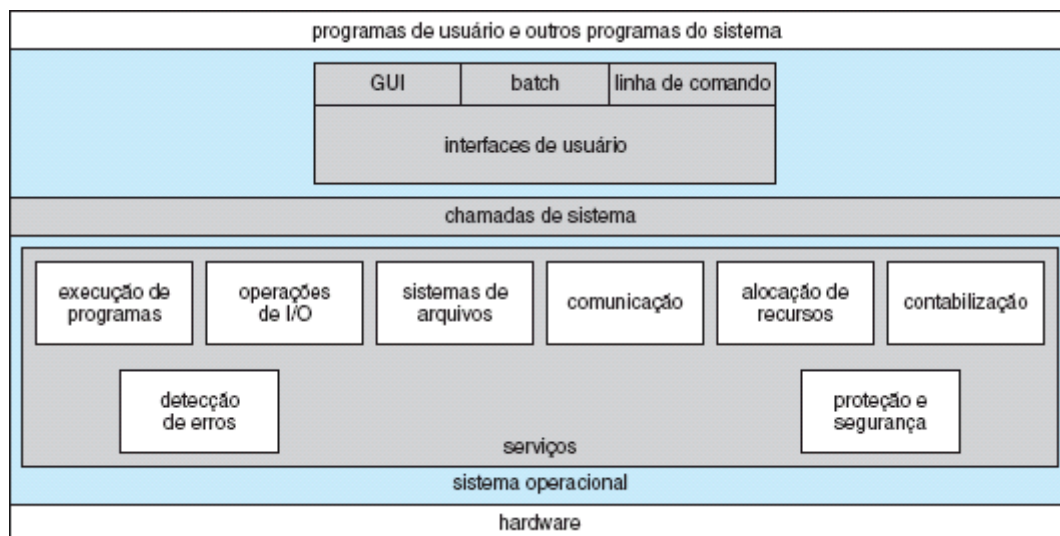 programas de usuário e outros programas do sistema
GUI
batch
linha de comando
interfaces de usuário
chamadas de sistema
execução de
programas
operações
de I/O
sistemas de
arquivos
comunicação
alocação de
recursos
contabilização
detecção
de erros
proteção e
segurança
serviços
sistema operacional
hardware